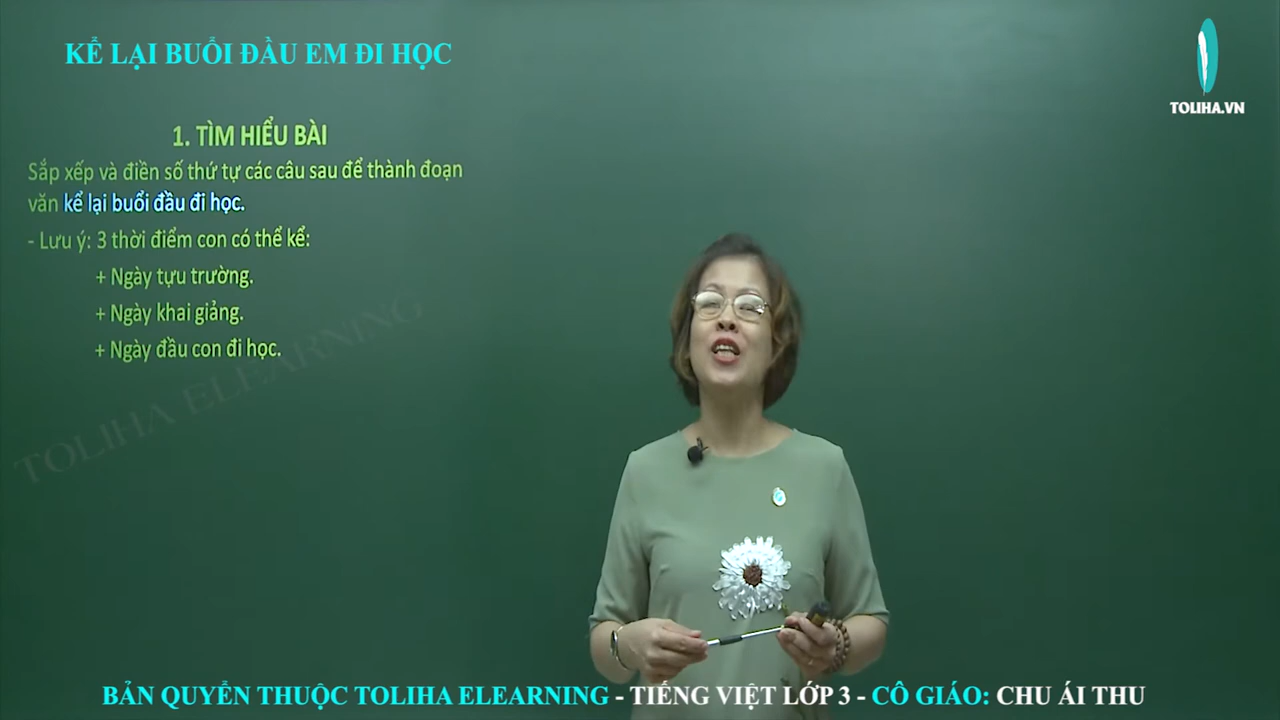 KỂ LẠI BUỔI ĐẦU EM ĐI HỌC
TOLIHA.VN
1. TÌM HIỂU BÀI
Sắp xếp và điền số thứ tự các câu sau để thành đoạn
văn kể lại buổi đầu đi học.
- Lưu ý: 3 thời điểm con có thể kể:
+ Ngày tựu trường.
+ Ngày khai giảng.
+ Ngày đầu con đi học.
TOLIHA ELEARNING
BẢN QUYỀN THUỘC TOLIHA ELEARNING - TIẾNG VIỆT LỚP 3 - CÔ GIÁO: CHU ÁI THU